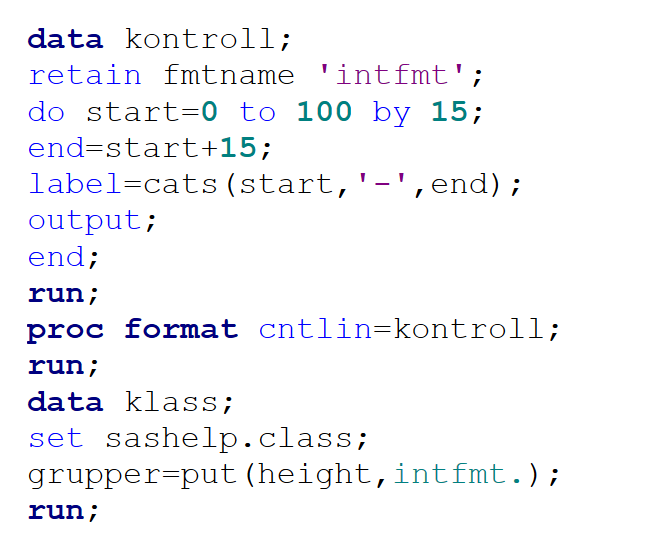 data kontroll;
retain fmtname 'intfmt';
do start=0 to 100 by 15;
end=start+15;
label=cats(start,'-',end);
output;
end;
run;
proc format cntlin=kontroll;
run;
data klass;
set sashelp.class;
grupper=put(height,intfmt.);
run;